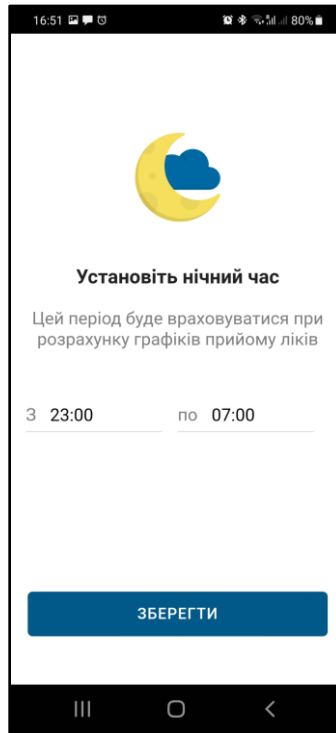 16:51 80%
Установіть нічний час
Цей період буде враховуватися при
розрахунку графіків прийому ліків
З 23:00 по 07:00
ЗБЕРЕГТИ